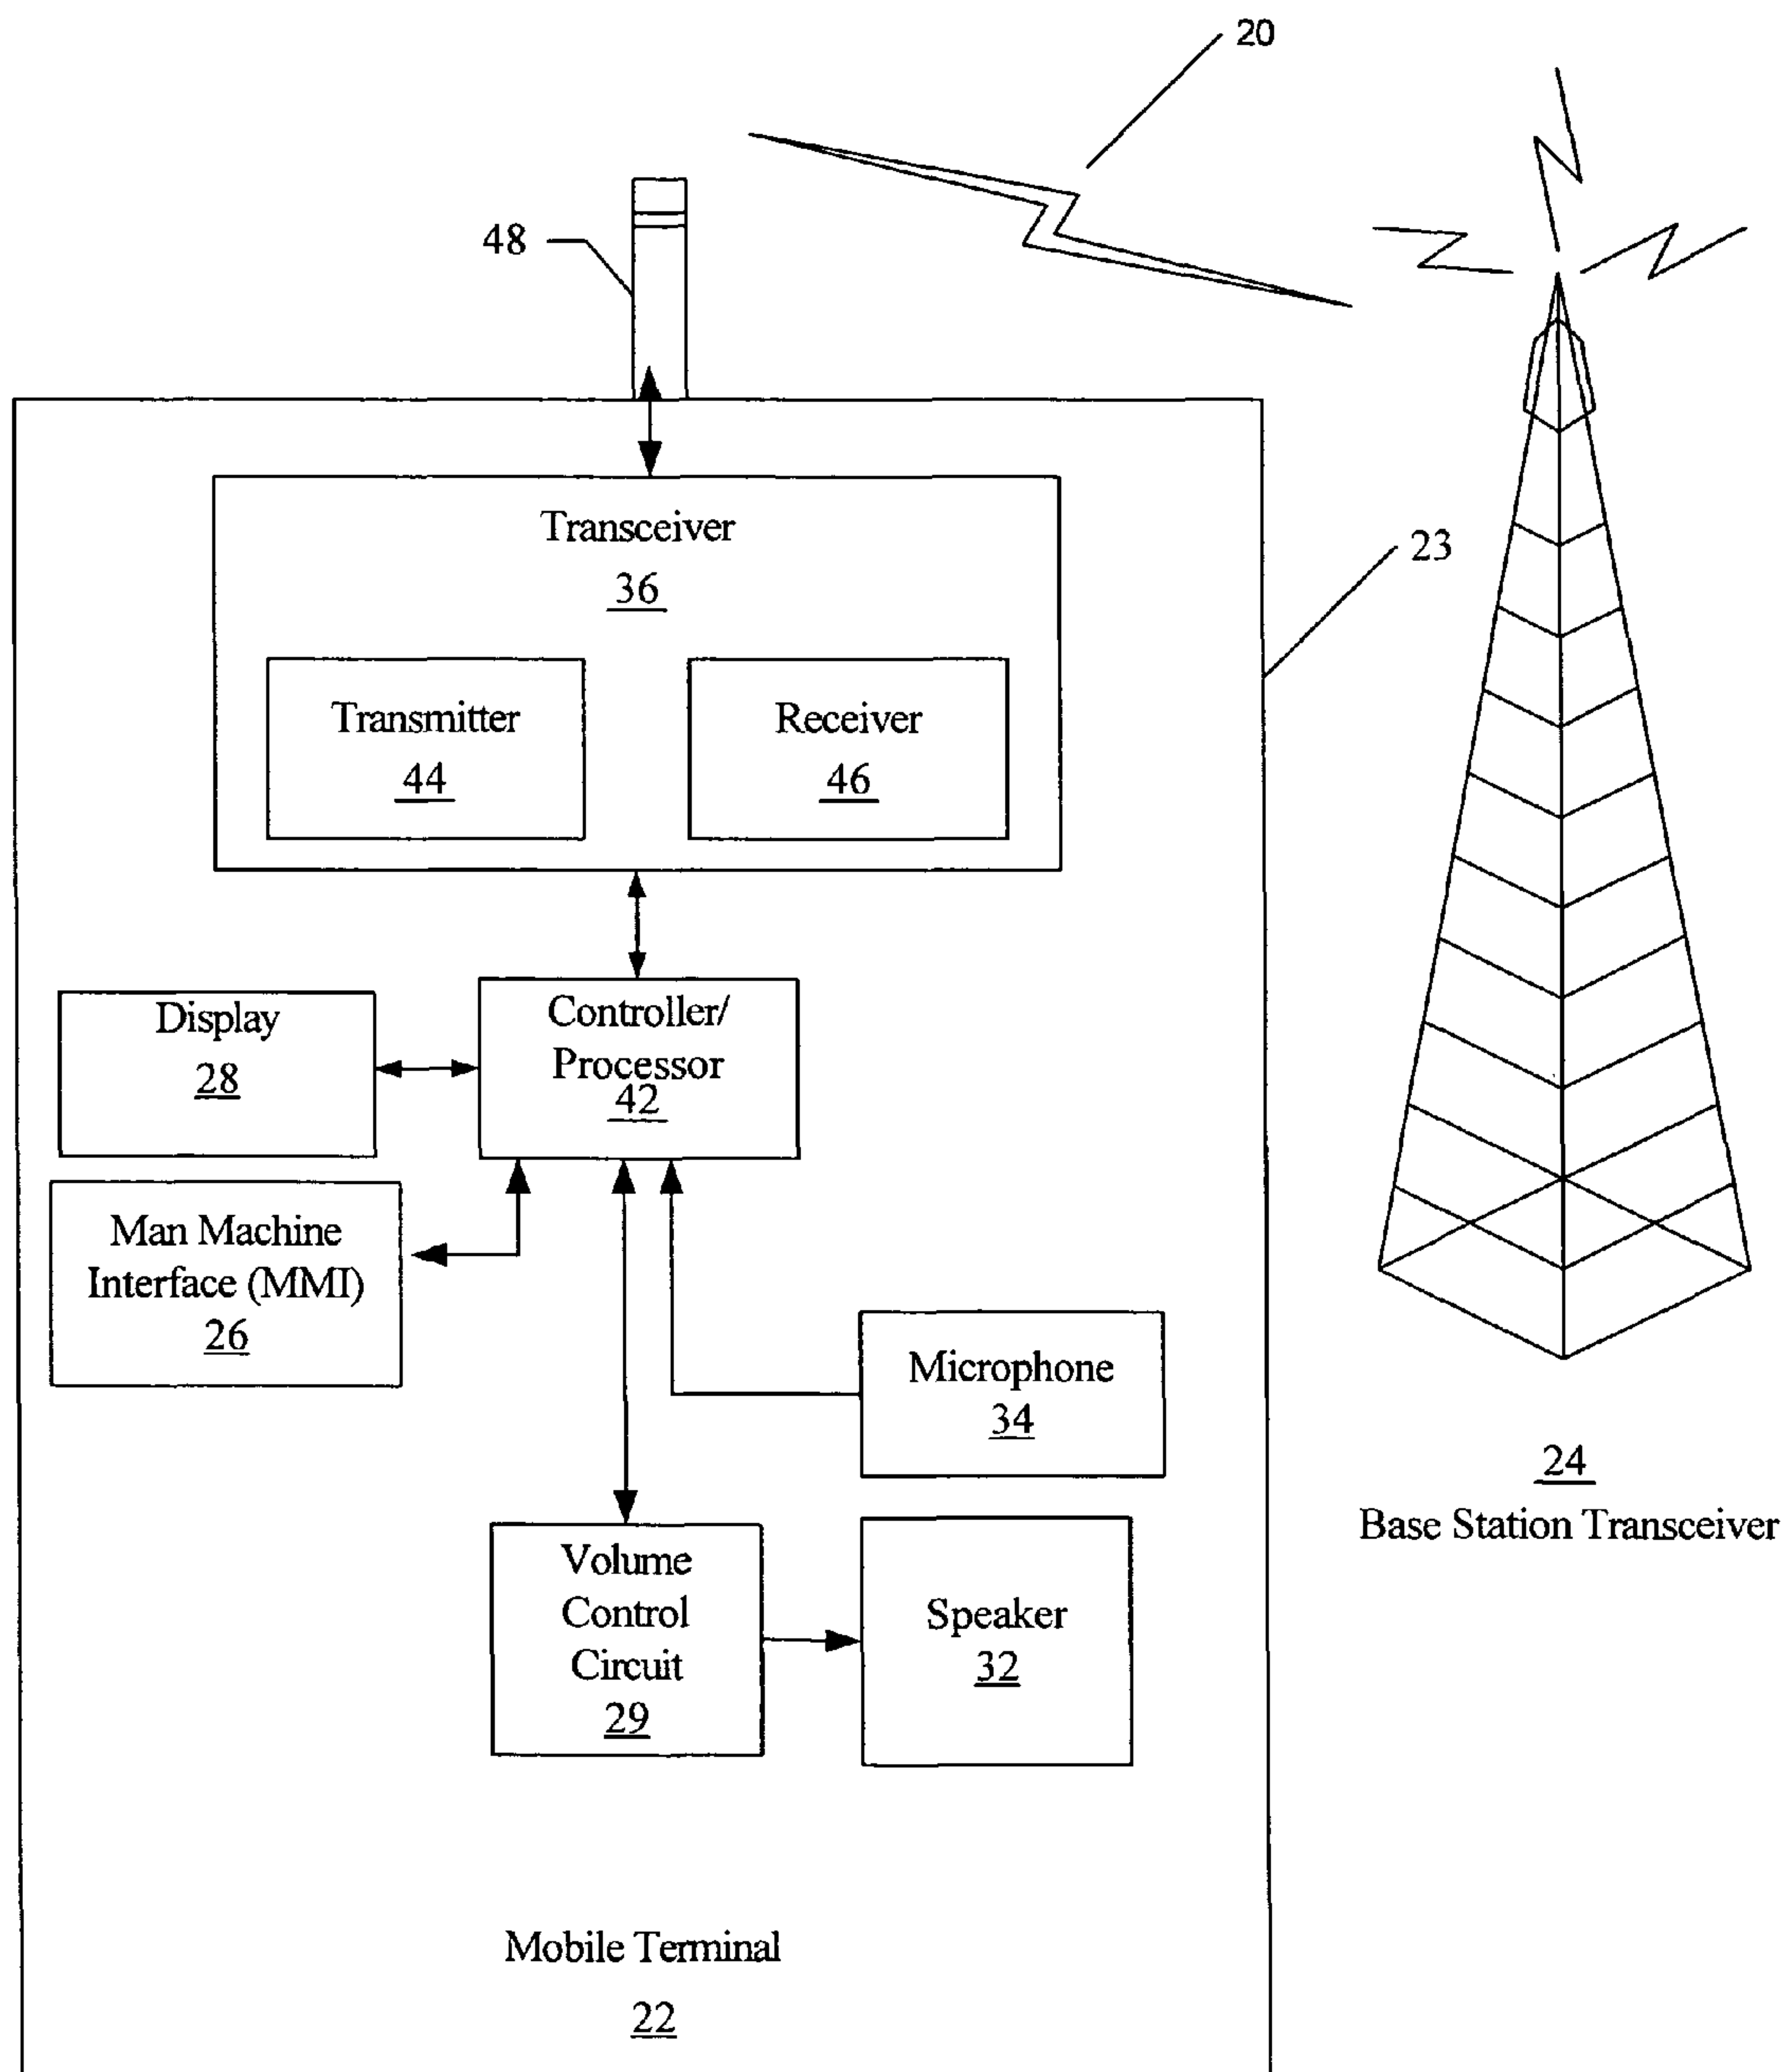 20
48
Transceiver
36
23
Transmitter
44
Receiver
46
Display
28
Controller/
Processor
42
Man Machine
Interface (MMI)
26
Microphone
34
24
Base Station Transceiver
Volume
Control
Circuit
29
Speaker
32
Mobile Terminal
22